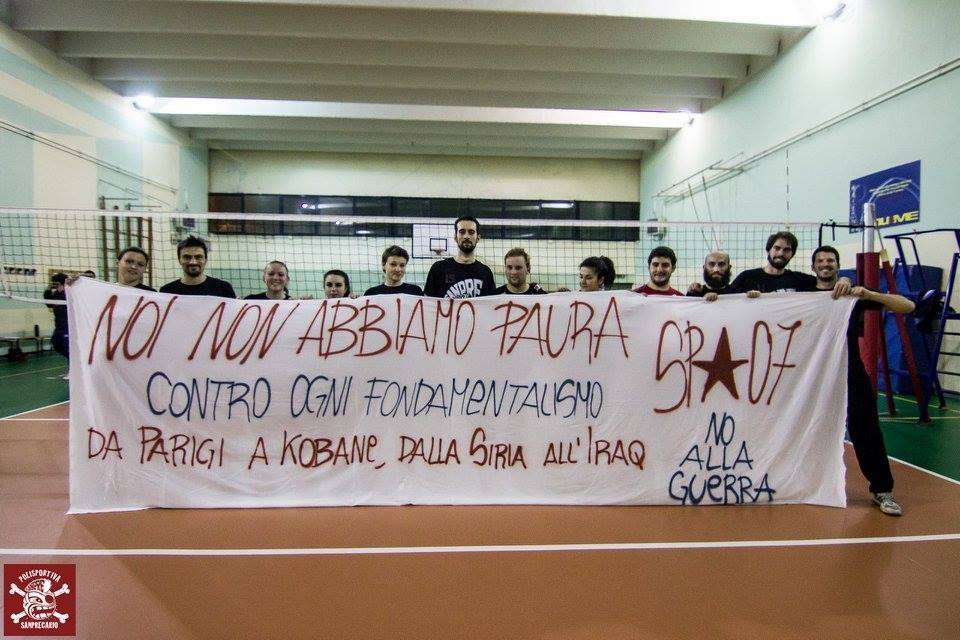 NOI NON ABBIAMO PAURA
CONTRO OGNI FONDAMENTALISMO
DA PARIGI A KOBANE, DALLA SIRIA ALL'IRAQ
SP★07
NO
ALLA
GUERRA
POLISPORTIVA
SANPRECARIO